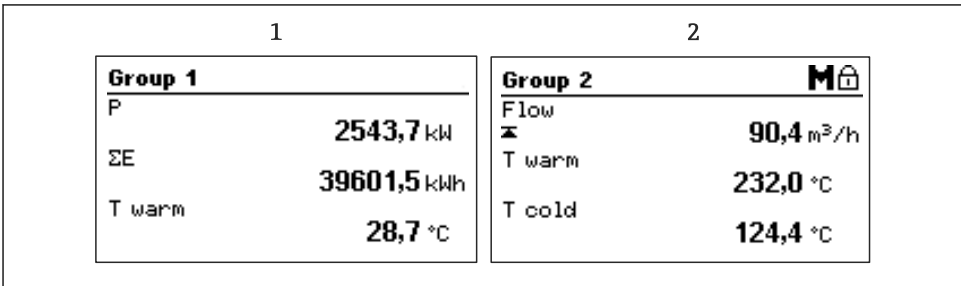 1
Group 1
P
2543,7 kW
ΣE
39601,5 kWh
T warm
28,7 °C
2
Group 2 M
Flow
90,4 m³/h
T warm
232,0 °C
T cold
124,4 °C